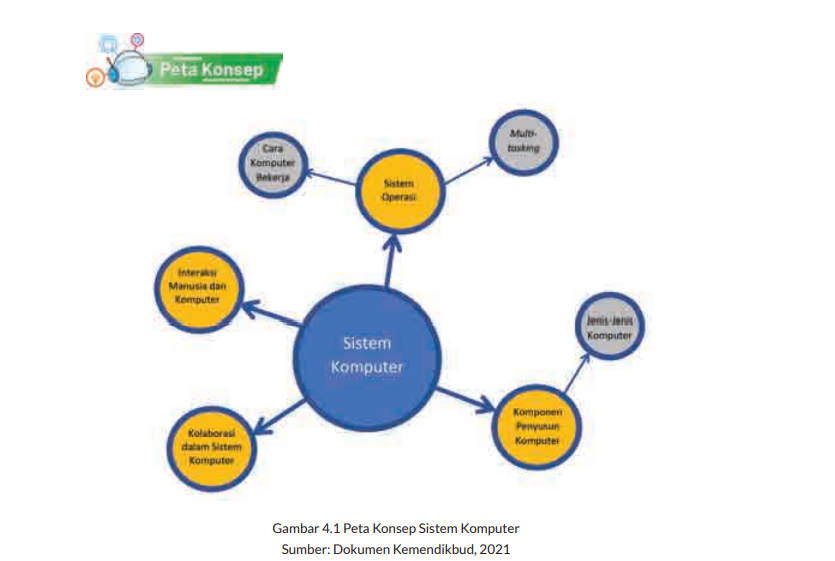 Peta Konsep
Multi-
tasking
Cara
Komputer
Bekerja
Sistem
Operasi
Interaksi
Manusia dan
Komputer
Jenis-Jenis
Komputer
Sistem
Komputer
Komponen
Penyusun
Komputer
Kolaborasi
dalam Sistem
Komputer
Gambar 4.1 Peta Konsep Sistem Komputer
Sumber: Dokumen Kemendikbud, 2021